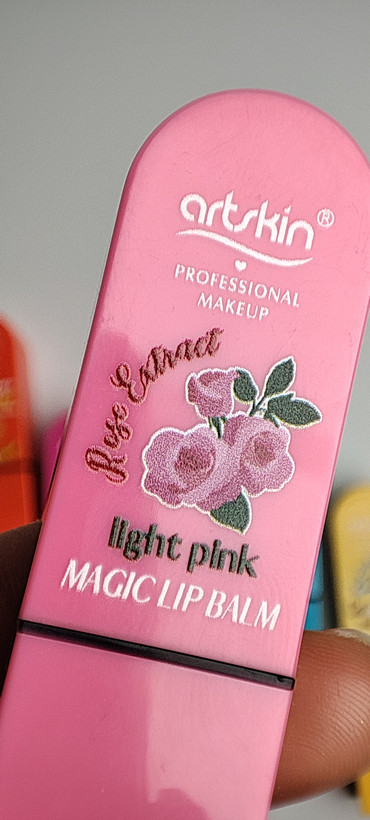 artskin®
PROFESSIONAL
MAKEUP
Rose Extract
light pink
MAGIC LIP BALM